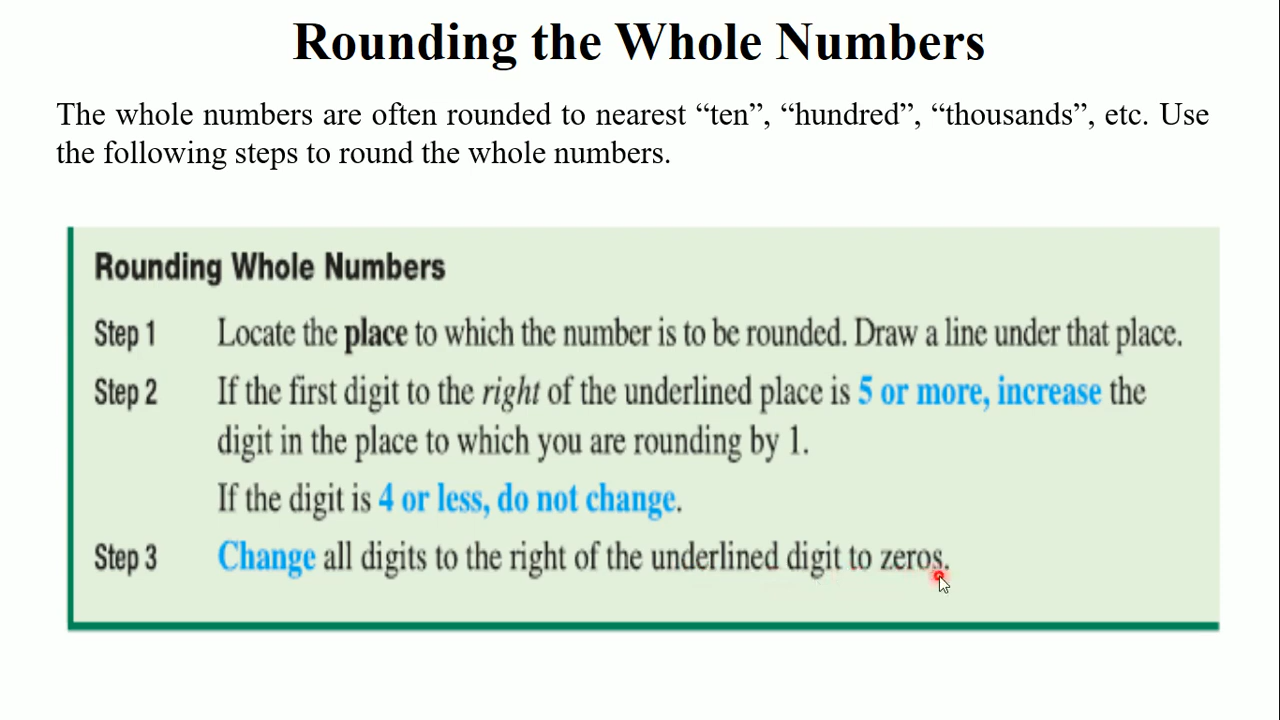 Rounding the Whole Numbers
The whole numbers are often rounded to nearest “ten”, “hundred”, “thousands”, etc. Use
the following steps to round the whole numbers.
Rounding Whole Numbers
Step 1 Locate the place to which the number is to be rounded. Draw a line under that place.
Step 2 If the first digit to the right of the underlined place is 5 or more, increase the
digit in the place to which you are rounding by 1.
If the digit is 4 or less, do not change.
Step 3 Change all digits to the right of the underlined digit to zeros.